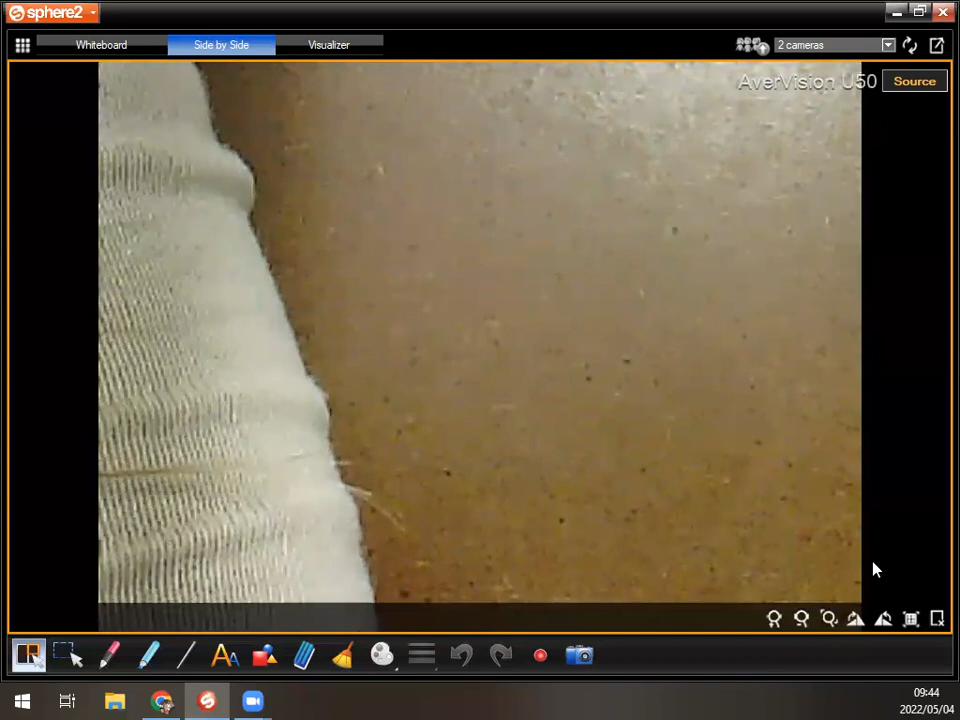 sphere2
Whiteboard
Side by Side
Visualizer
2 cameras
AverVision U50
Source
09:44
2022/05/04